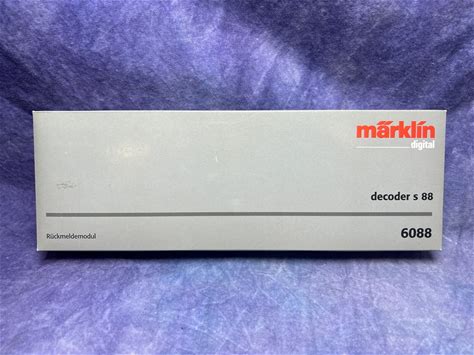 märklin
digital
decoder s 88
Rückmeldemodul
6088